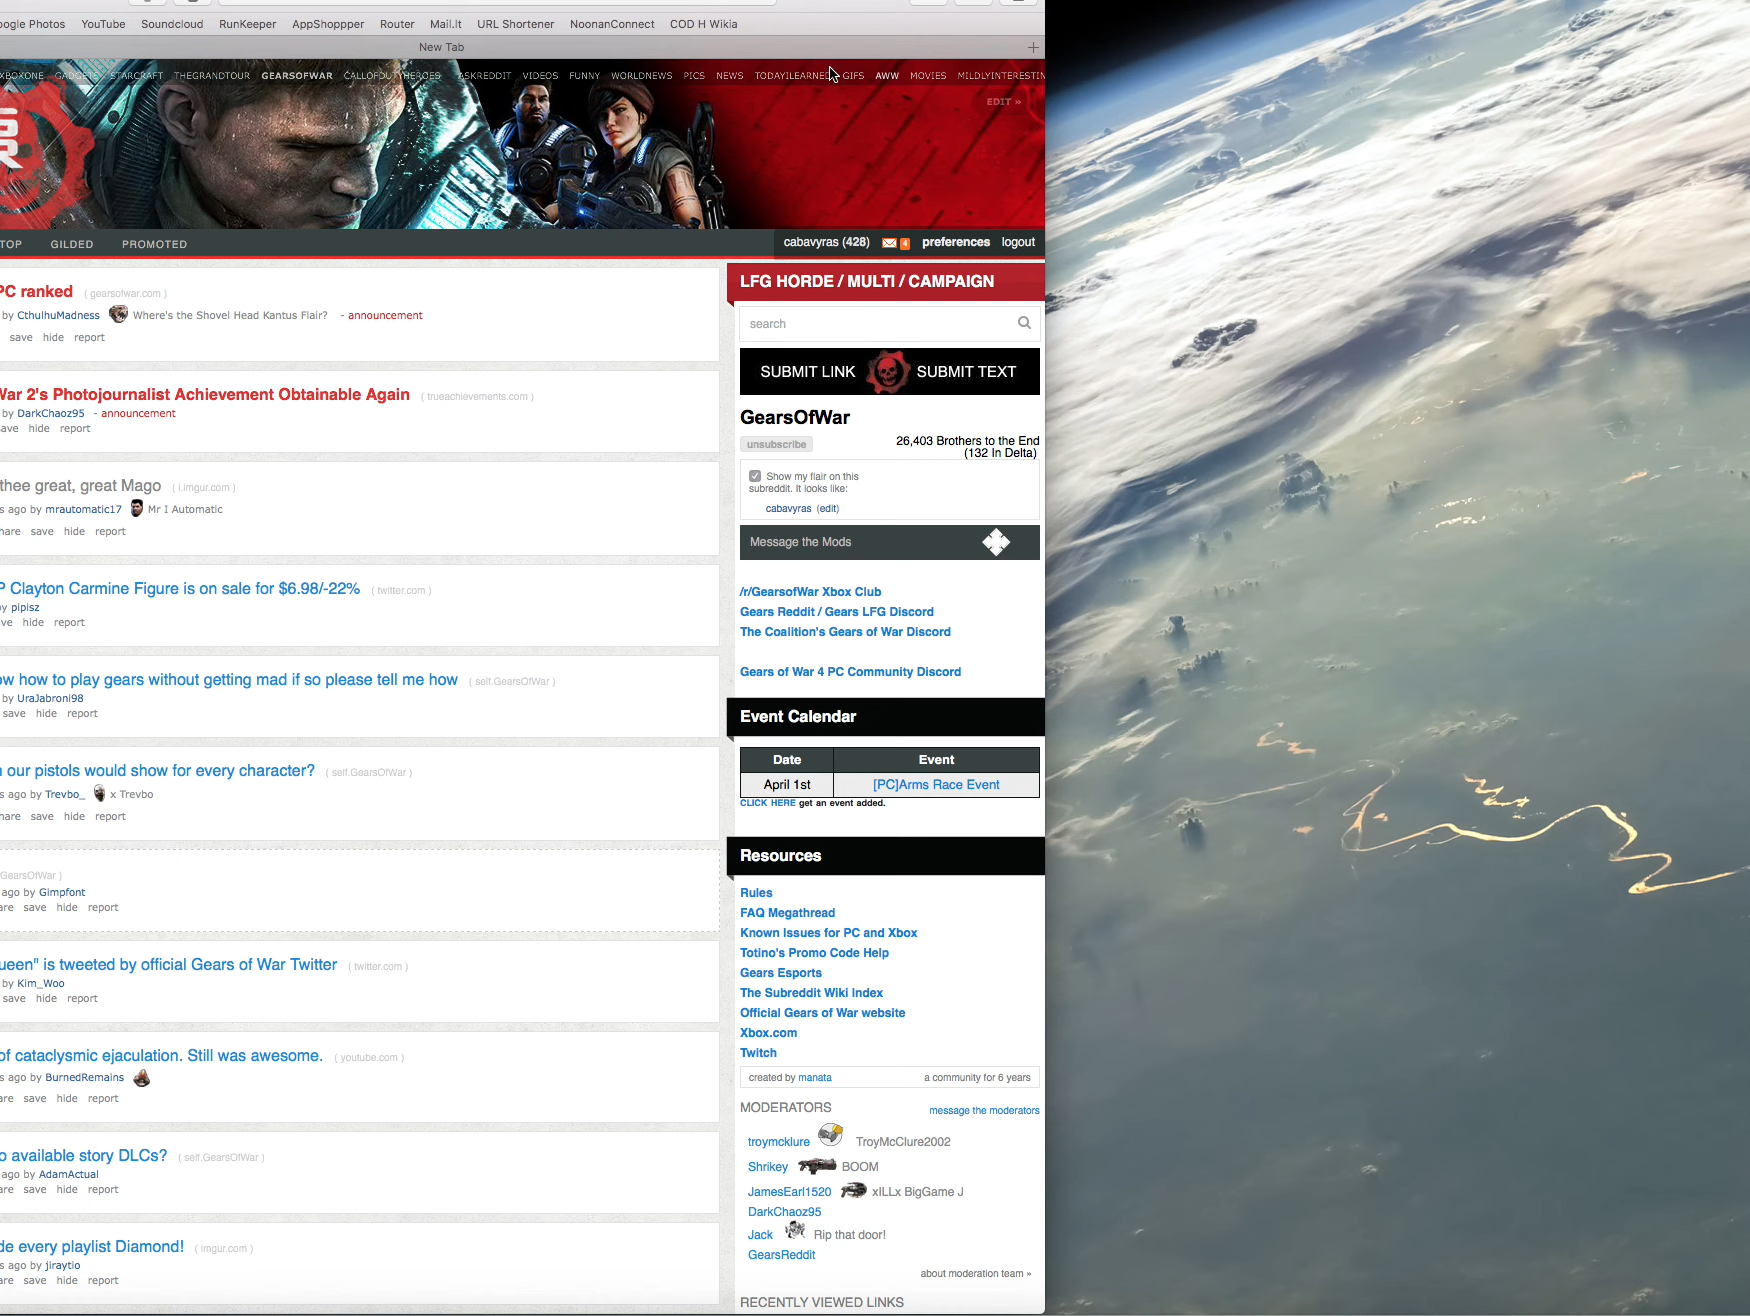 ogle Photos YouTube Soundcloud RunKeeper AppShoppper Router Mail.lt URL Shortener NoonanConnect COD H Wikia
New Tab
XBOXONE GADGETS STARCRAFT THEGRANDTOUR GEARSOFWAR CALLOFDUTYHEROES ASKREDDIT VIDEOS FUNNY WORLDNEWS PICS NEWS TODAYILEARNED GIFS AWW MOVIES MILDLYINTERESTIN
EDIT »
TOP GILDED PROMOTED
cabavyras (428) 4 preferences logout
PC ranked ( gearsofwar.com )
by CthulhuMadness Where's the Shovel Head Kantus Flair? - announcement
save hide report
War 2's Photojournalist Achievement Obtainable Again ( trueachievements.com )
by DarkChaoz95 - announcement
save hide report
thee great, great Mago ( i.imgur.com )
s ago by mrautomatic17 Mr I Automatic
hare save hide report
P Clayton Carmine Figure is on sale for $6.98/-22% ( twitter.com )
by pipisz
ve hide report
ow how to play gears without getting mad if so please tell me how ( self.GearsOfWar )
by UraJabroni98
save hide report
n our pistols would show for every character? ( self.GearsOfWar )
s ago by Trevbo_ x Trevbo
hare save hide report
GearsOfWar )
ago by Gimpfont
are save hide report
ueen" is tweeted by official Gears of War Twitter ( twitter.com )
by Kim_Woo
save hide report
of cataclysmic ejaculation. Still was awesome. ( youtube.com )
s ago by BurnedRemains
are save hide report
o available story DLCs? ( self.GearsOfWar )
ago by AdamActual
are save hide report
de every playlist Diamond! ( imgur.com )
s ago by jiraytio
are save hide report
LFG HORDE / MULTI / CAMPAIGN
search
SUBMIT LINK SUBMIT TEXT
GearsOfWar
unsubscribe 26,403 Brothers to the End
(132 In Delta)
Show my flair on this
subreddit. It looks like:
cabavyras (edit)
Message the Mods
/r/GearsofWar Xbox Club
Gears Reddit / Gears LFG Discord
The Coalition's Gears of War Discord
Gears of War 4 PC Community Discord
Event Calendar
Date Event
April 1st [PC]Arms Race Event
CLICK HERE get an event added.
Resources
Rules
FAQ Megathread
Known Issues for PC and Xbox
Totino's Promo Code Help
Gears Esports
The Subreddit Wiki Index
Official Gears of War website
Xbox.com
Twitch
created by manata a community for 6 years
MODERATORS message the moderators
troymcklure TroyMcClure2002
Shrikey BOOM
JamesEarl1520 xILLx BigGame J
DarkChaoz95
Jack Rip that door!
GearsReddit
about moderation team »
RECENTLY VIEWED LINKS